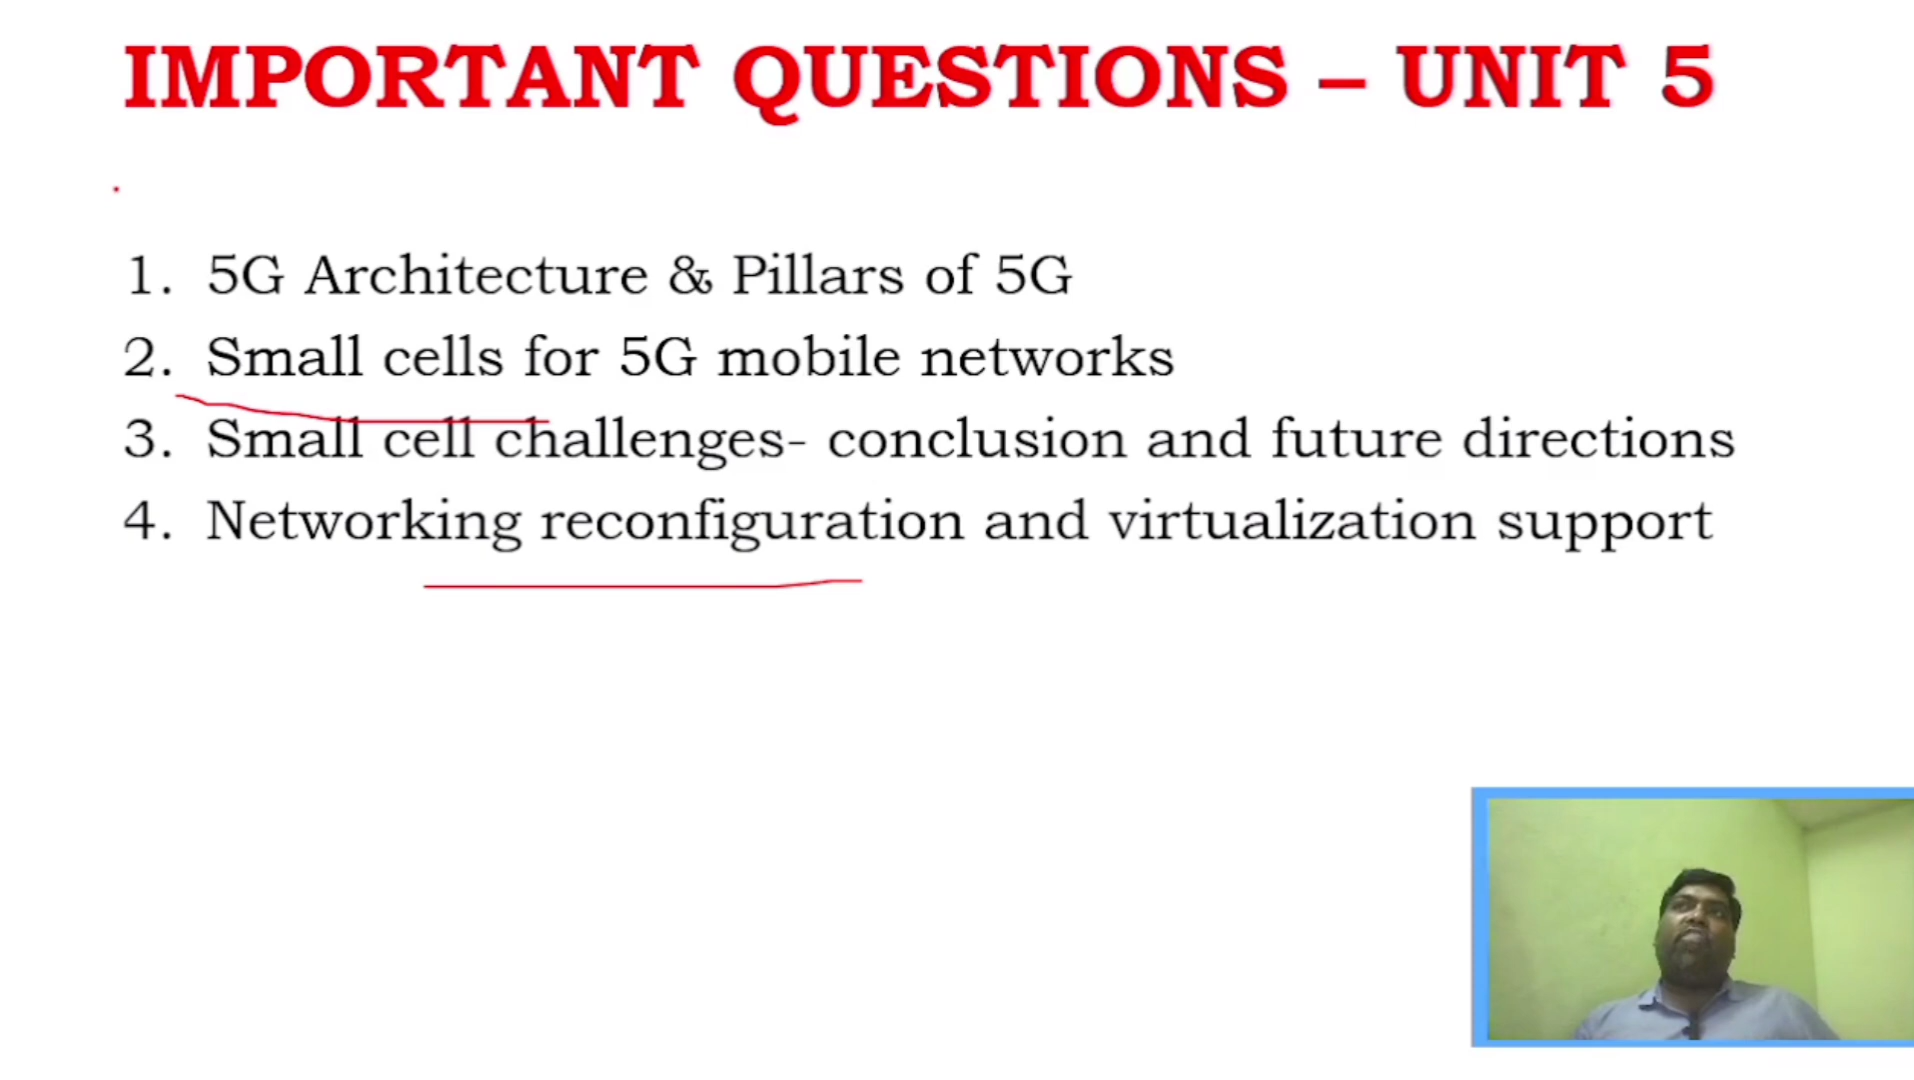 IMPORTANT QUESTIONS – UNIT 5
1. 5G Architecture & Pillars of 5G
2. Small cells for 5G mobile networks
3. Small cell challenges- conclusion and future directions
4. Networking reconfiguration and virtualization support